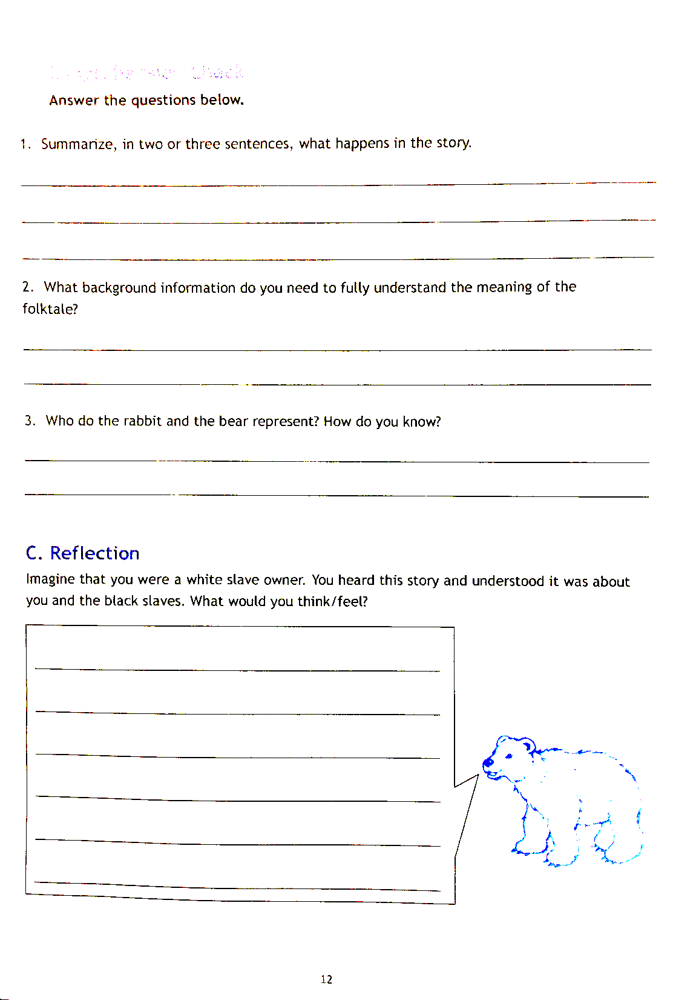 Check
Answer the questions below.
1. Summarize, in two or three sentences, what happens in the story.
2. What background information do you need to fully understand the meaning of the
folktale?
3. Who do the rabbit and the bear represent? How do you know?
C. Reflection
Imagine that you were a white slave owner. You heard this story and understood it was about
you and the black slaves. What would you think/feel?
12